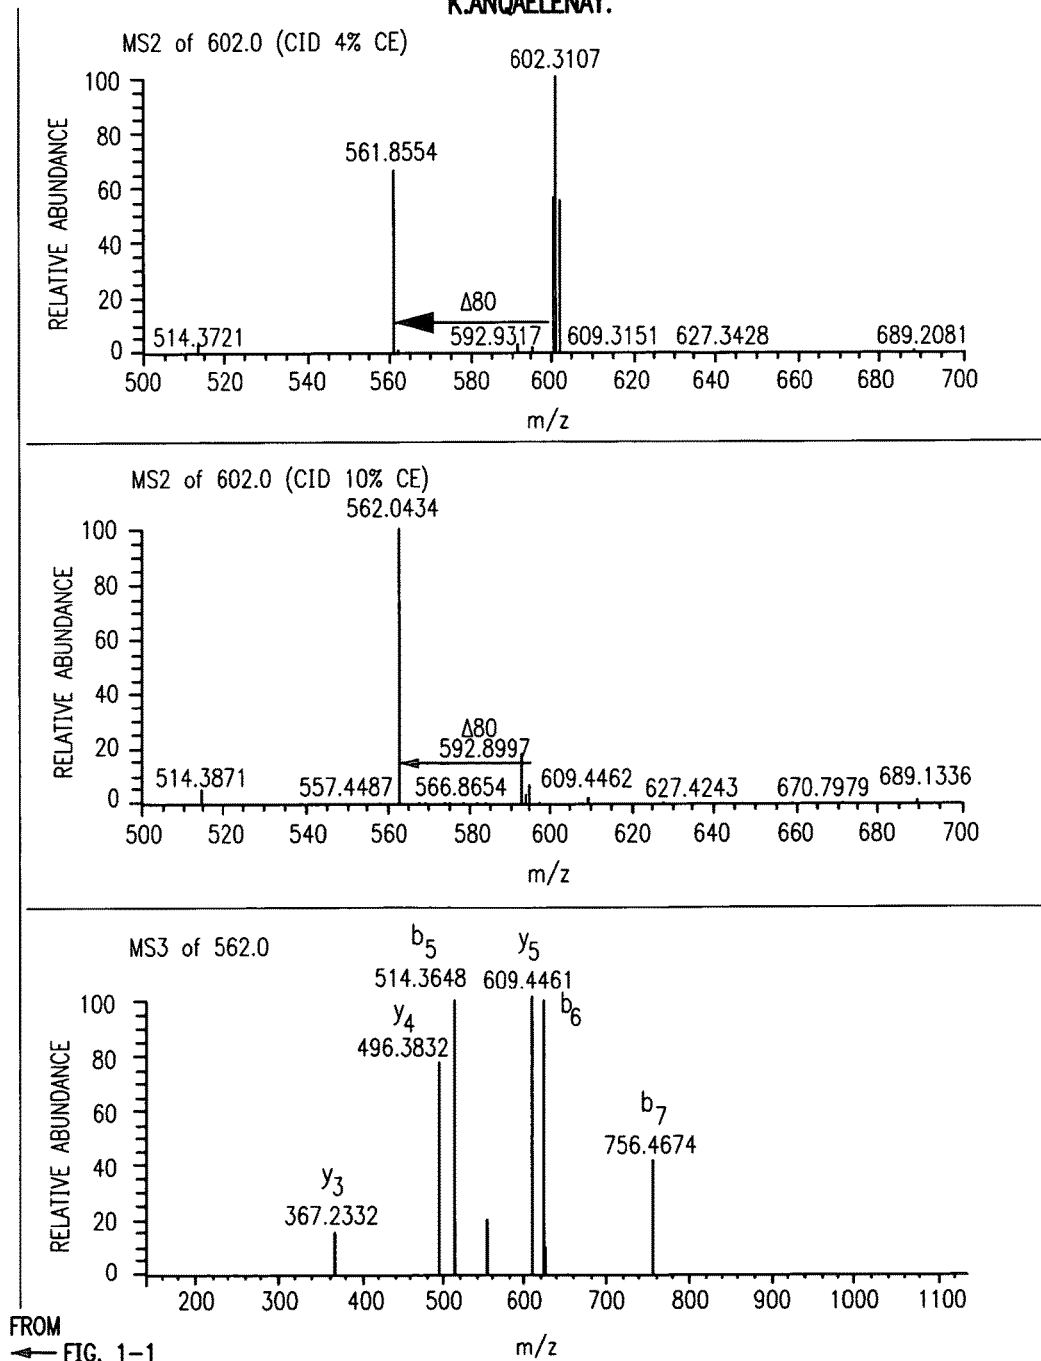 K.ANQAELENAY.
MS2 of 602.0 (CID 4% CE)
602.3107
561.8554
RELATIVE ABUNDANCE
100
80
60
40
20
0
Δ80
514.3721
592.9317
609.3151
627.3428
689.2081
500 520 540 560 580 600 620 640 660 680 700
m/z
MS2 of 602.0 (CID 10% CE)
562.0434
RELATIVE ABUNDANCE
100
80
60
40
20
0
Δ80
592.8997
514.3871
557.4487
566.8654
609.4462
627.4243
670.7979
689.1336
500 520 540 560 580 600 620 640 660 680 700
m/z
MS3 of 562.0
b5
514.3648
y5
609.4461
b6
y4
496.3832
b7
756.4674
y3
367.2332
RELATIVE ABUNDANCE
100
80
60
40
20
0
200 300 400 500 600 700 800 900 1000 1100
m/z
FROM
FIG. 1-1